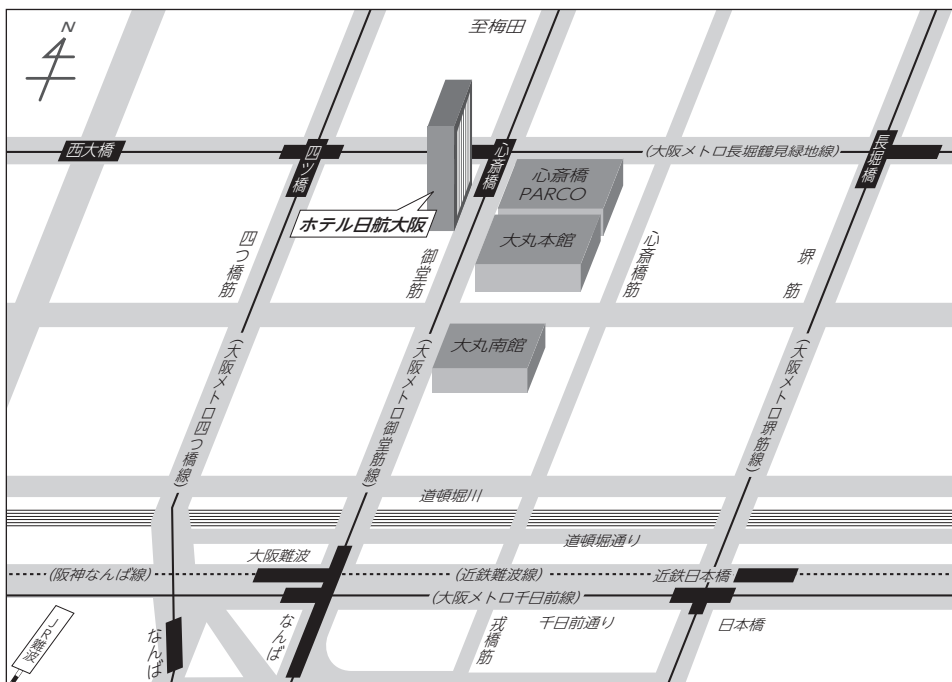 N
至梅田
西大橋
四ツ橋
心斎橋
(大阪メトロ長堀鶴見緑地線)
長堀橋
心斎橋
PARCO
ホテル日航大阪
大丸本館
四つ橋筋
御堂筋
心斎橋筋
堺筋
大丸南館
(大阪メトロ四つ橋線)
(大阪メトロ御堂筋線)
(大阪メトロ堺筋線)
道頓堀川
道頓堀通り
大阪難波
(阪神なんば線)
(近鉄難波線)
近鉄日本橋
(大阪メトロ千日前線)
JR難波
なんば
なんば
戎橋筋
千日前通り
日本橋